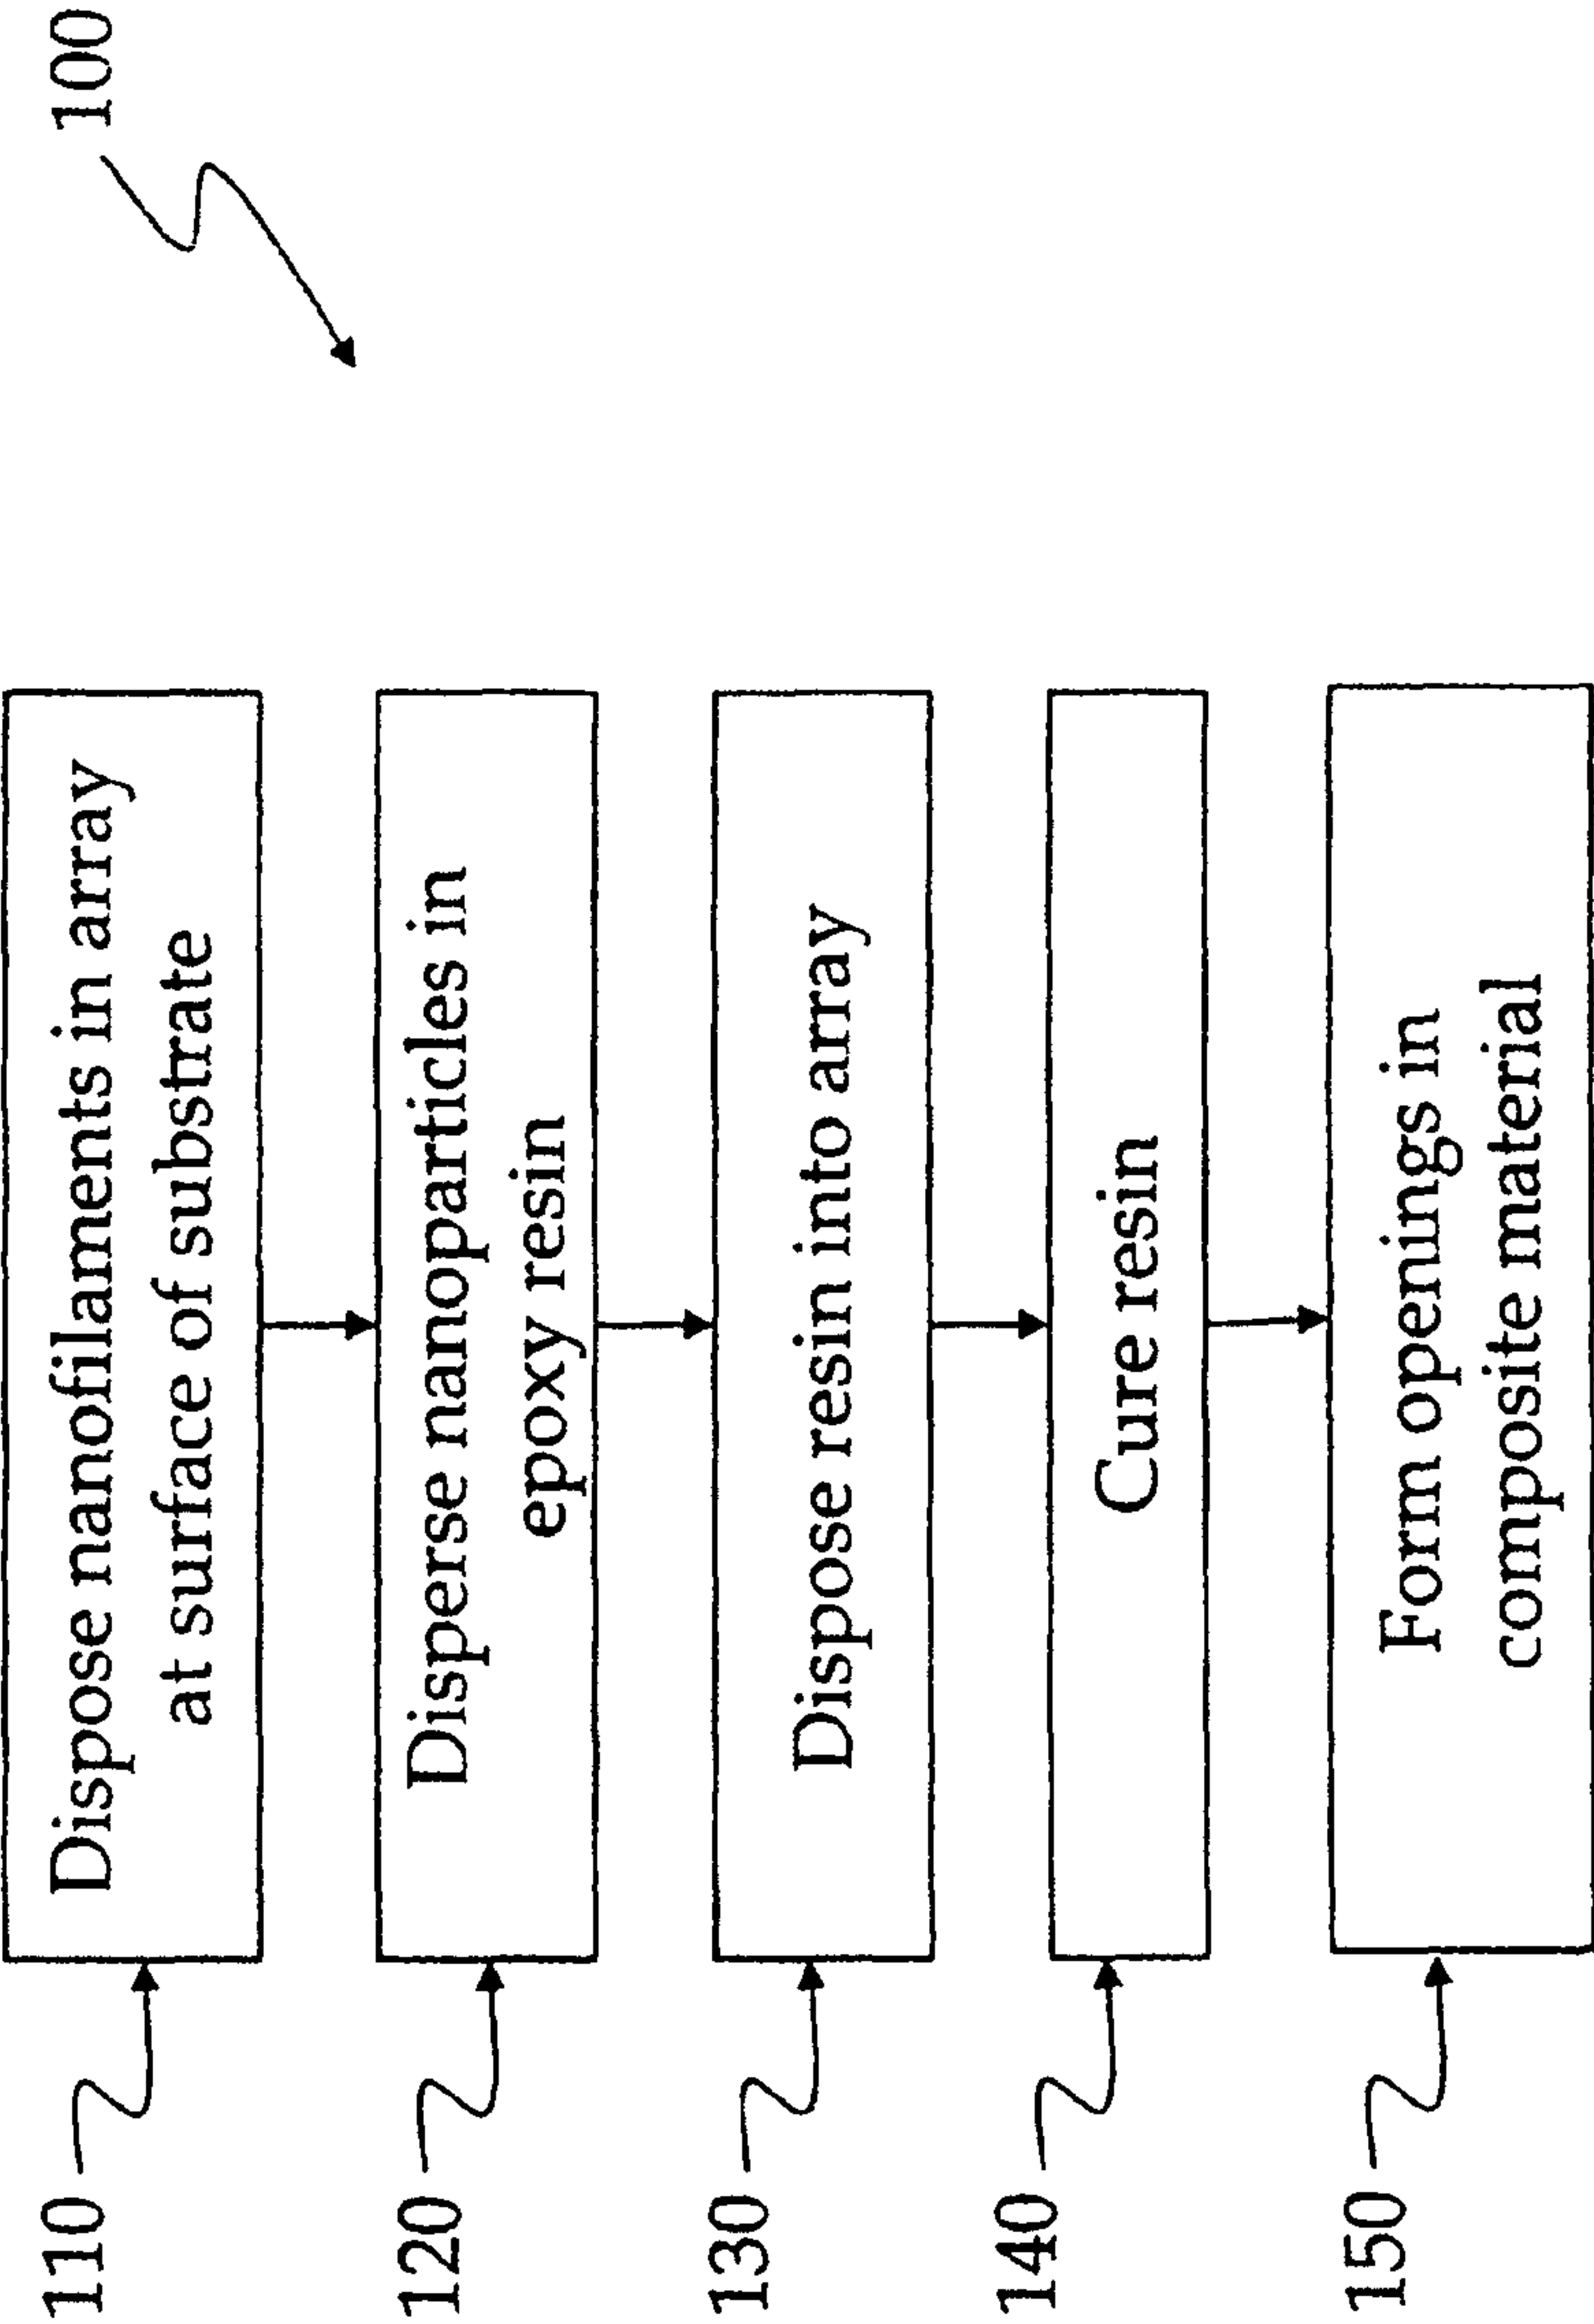 100
110
Dispose nanofilaments in array
at surface of substrate
120
Disperse nanoparticles in
epoxy resin
130
Dispose resin into array
140
Cure resin
150
Form openings in
composite material